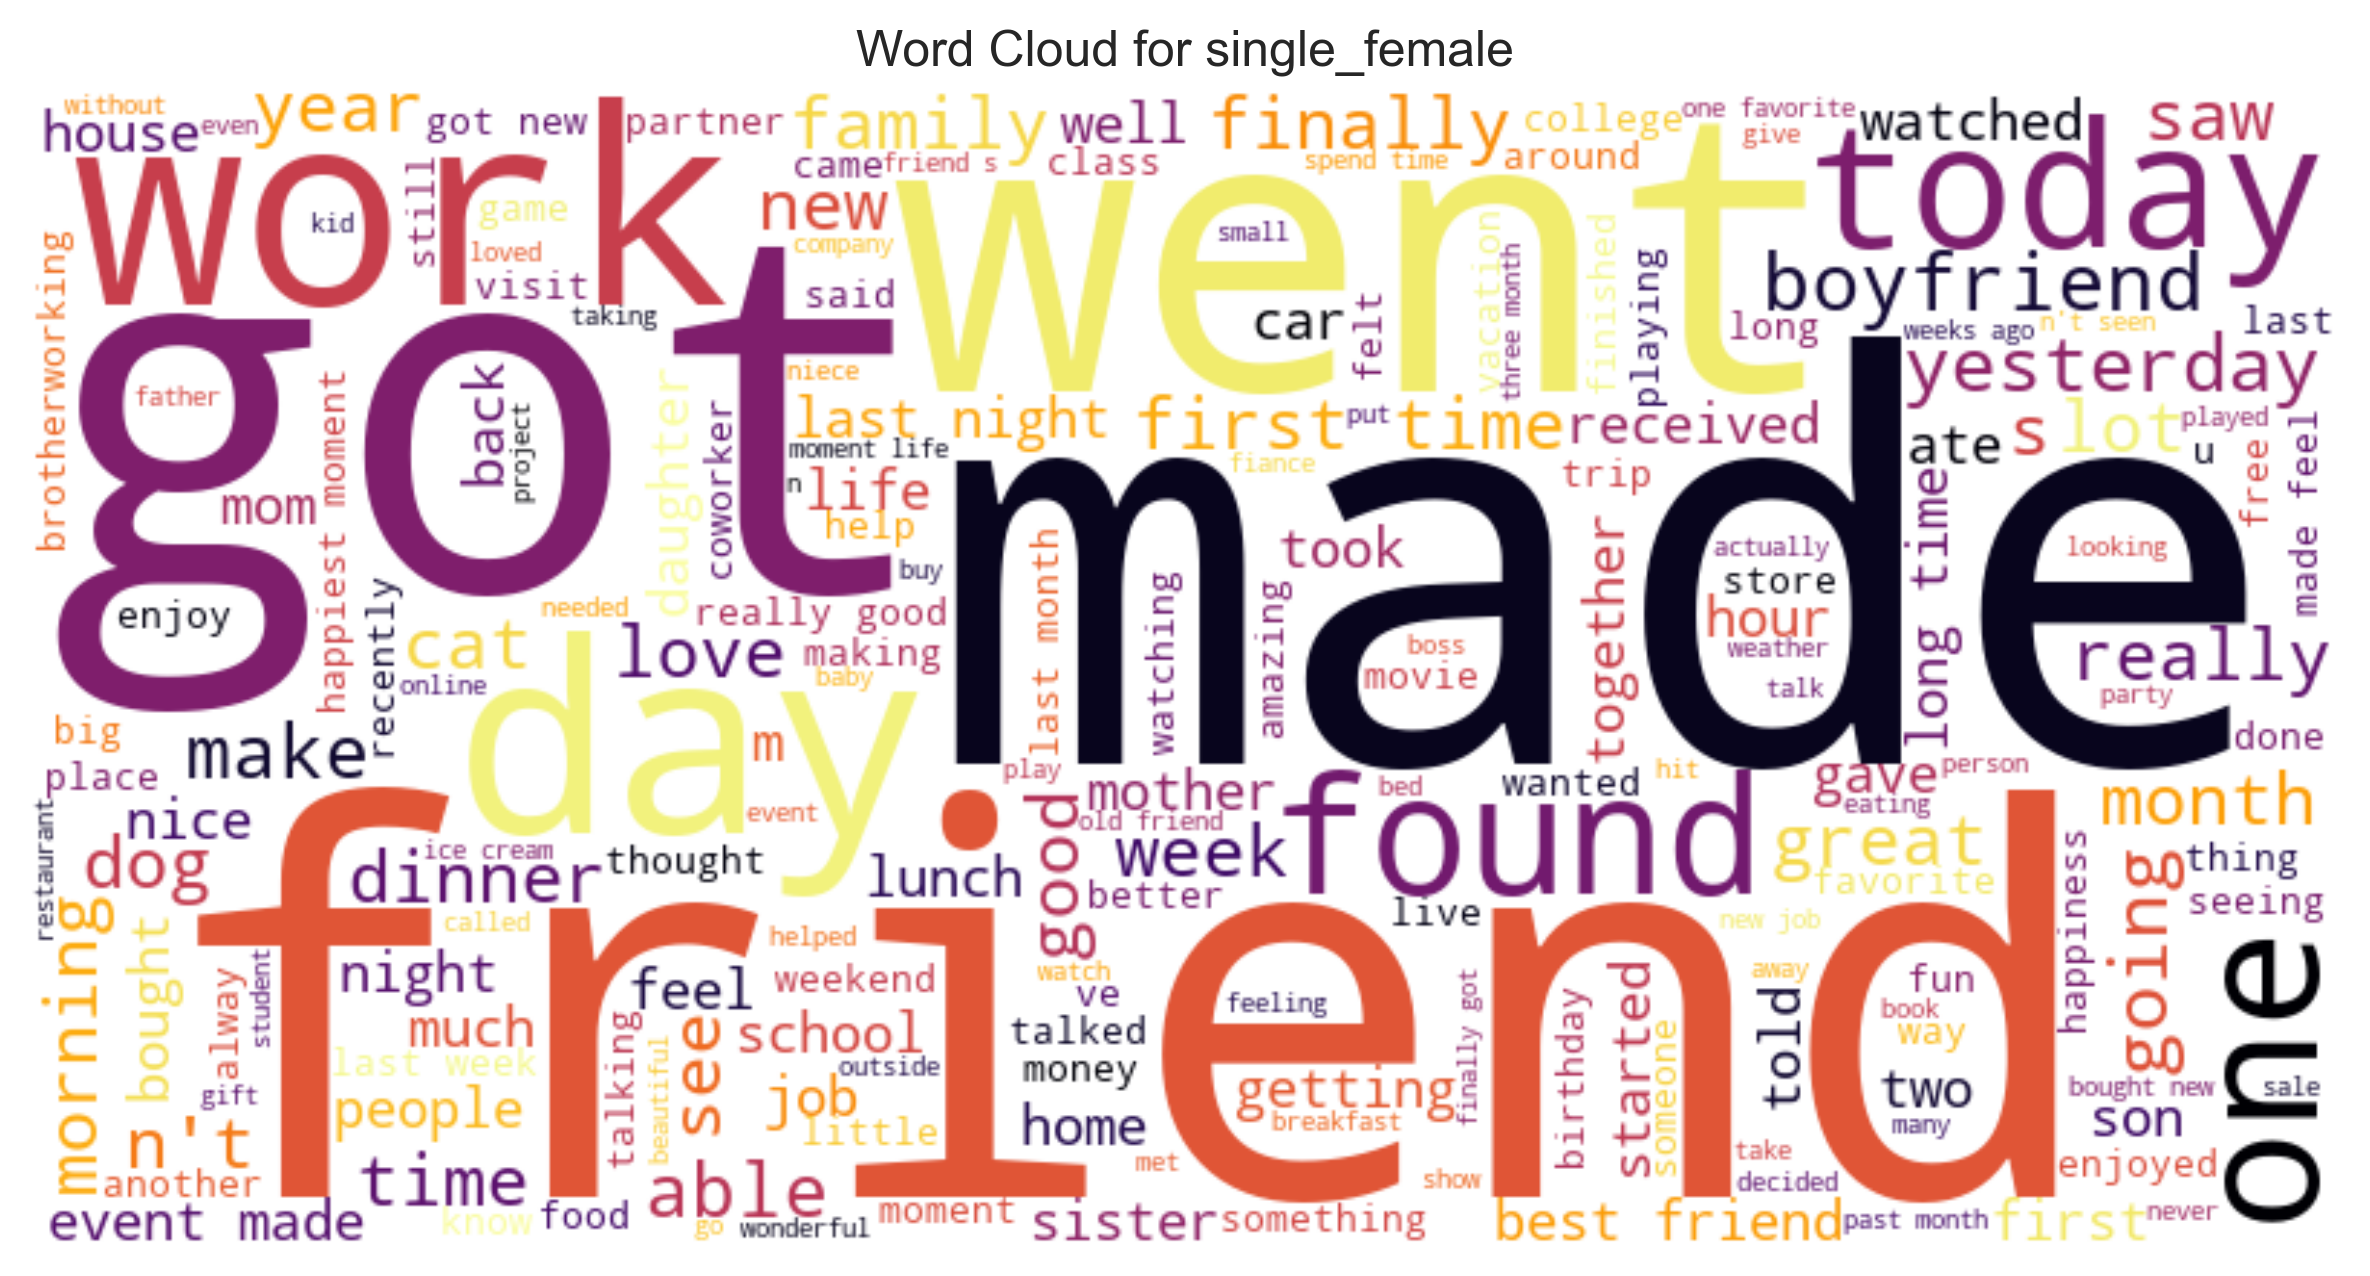 Word Cloud for single_female
without
house
even
year
got new
work
partner
family
well
finally
college
one favorite
give
watched
saw
came
friend s
class
spend time
around
today
kid
still
game
loved
visit
new
company
said
went
small
car
felt
vacation
three month
finished
playing
long
boyfriend
weeks ago
n't seen
last
taking
brotherworking
got
father
back
project
mom
happiest moment
enjoy
recently
daughter
coworker
niece
last night
first time
put
received
yesterday
s
lot
played
ate
u
moment life
n
life
help
fiance
trip
free
made feel
made
buy
took
last month
watching
amazing
together
actually
store
hour
weather
talk
boss
movie
long time
looking
really
party
needed
cat
online
love
really good
making
baby
day
m
big
place
make
nice
dog
restaurant
dinner
ice cream
thought
event
lunch
play
good
mother
old friend
week
better
bed
found
wanted
hit
gave
person
eating
done
month
great
favorite
thing
seeing
happiness
going
one
friend
morning
bought
alway
student
gift
n't
another
night
much
last week
people
time
called
feel
talking
beautiful
see
helped
weekend
school
outside
job
little
able
watch
ve
talked
money
home
feeling
live
getting
breakfast
finally got
birthday
started
someone
new job
away
told
take
decided
fun
book
way
two
many
bought new
son
sale
enjoyed
met
show
event made
know
food
go
wonderful
moment
sister
something
best friend
past month
first
never